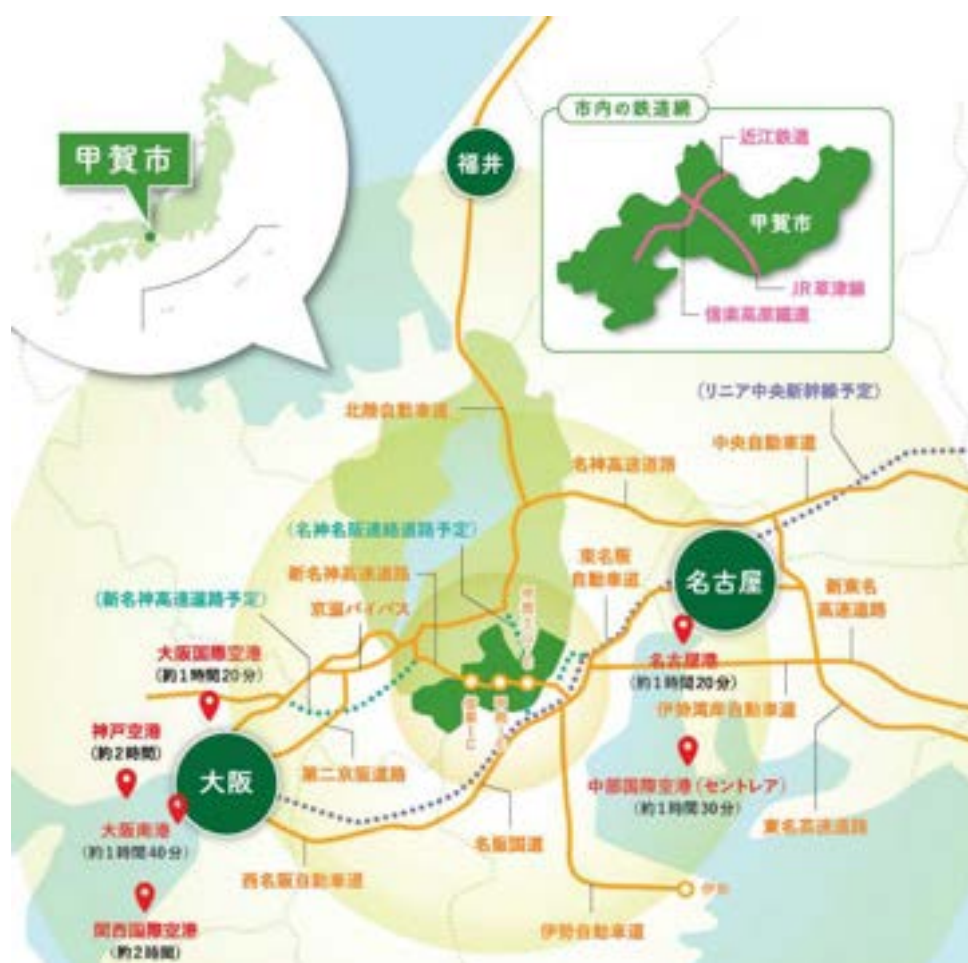 甲賀市
福井
市内の鉄道網
近江鉄道
甲賀市
JR草津線
信楽高原鐵道
(リニア中央新幹線予定)
北陸自動車道
中央自動車道
名神高速道路
(名神名阪連絡道路予定)
東名阪
自動車道
新名神高速道路
名古屋
新東名
高速道路
(新名神高速道路予定)
京滋バイパス
大阪国際空港
(約1時間20分)
名古屋港
(約1時間20分)
伊勢湾岸自動車道
神戸空港
(約2時間)
信楽IC
大阪
第二京阪道路
中部国際空港(セントレア)
(約1時間30分)
大阪南港
(約1時間40分)
名阪国道
東名高速道路
西名阪自動車道
伊勢
関西国際空港
(約2時間)
伊勢自動車道